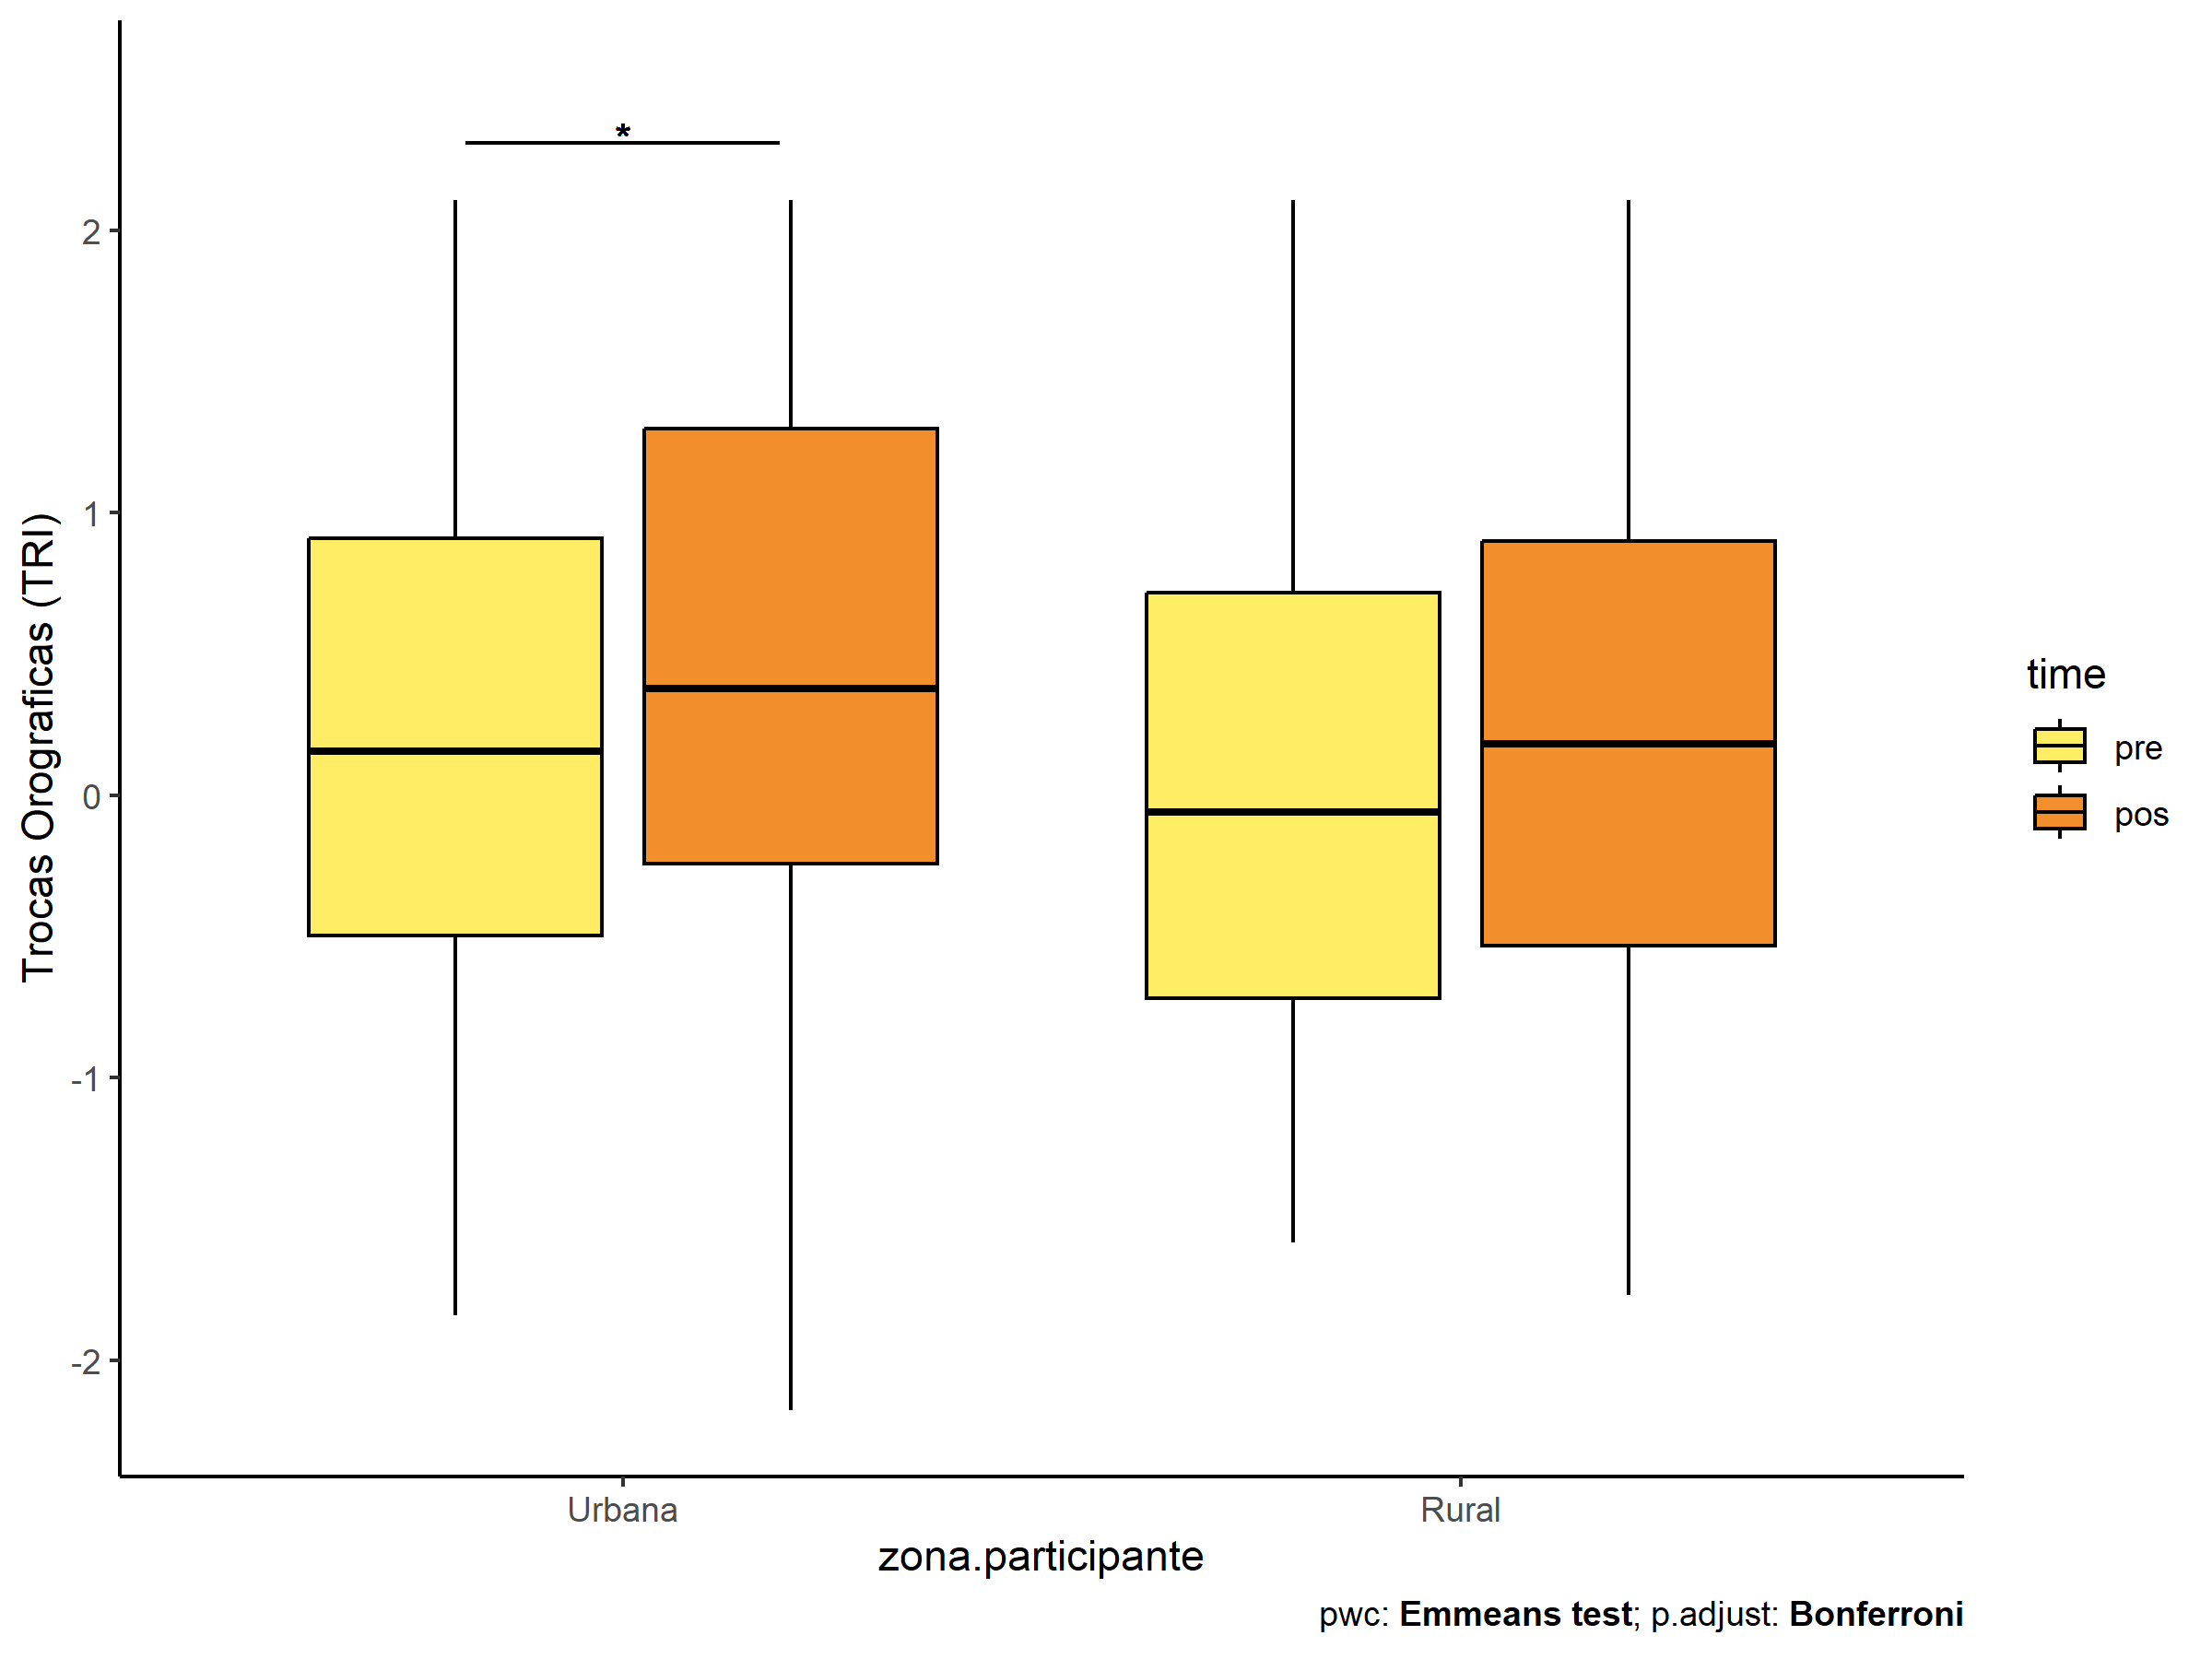 *
2
1
0
-1
-2
Trocas Orograficas (TRI)
Urbana
Rural
zona.participante
pwc: Emmeans test; p.adjust: Bonferroni
time
pre
pos